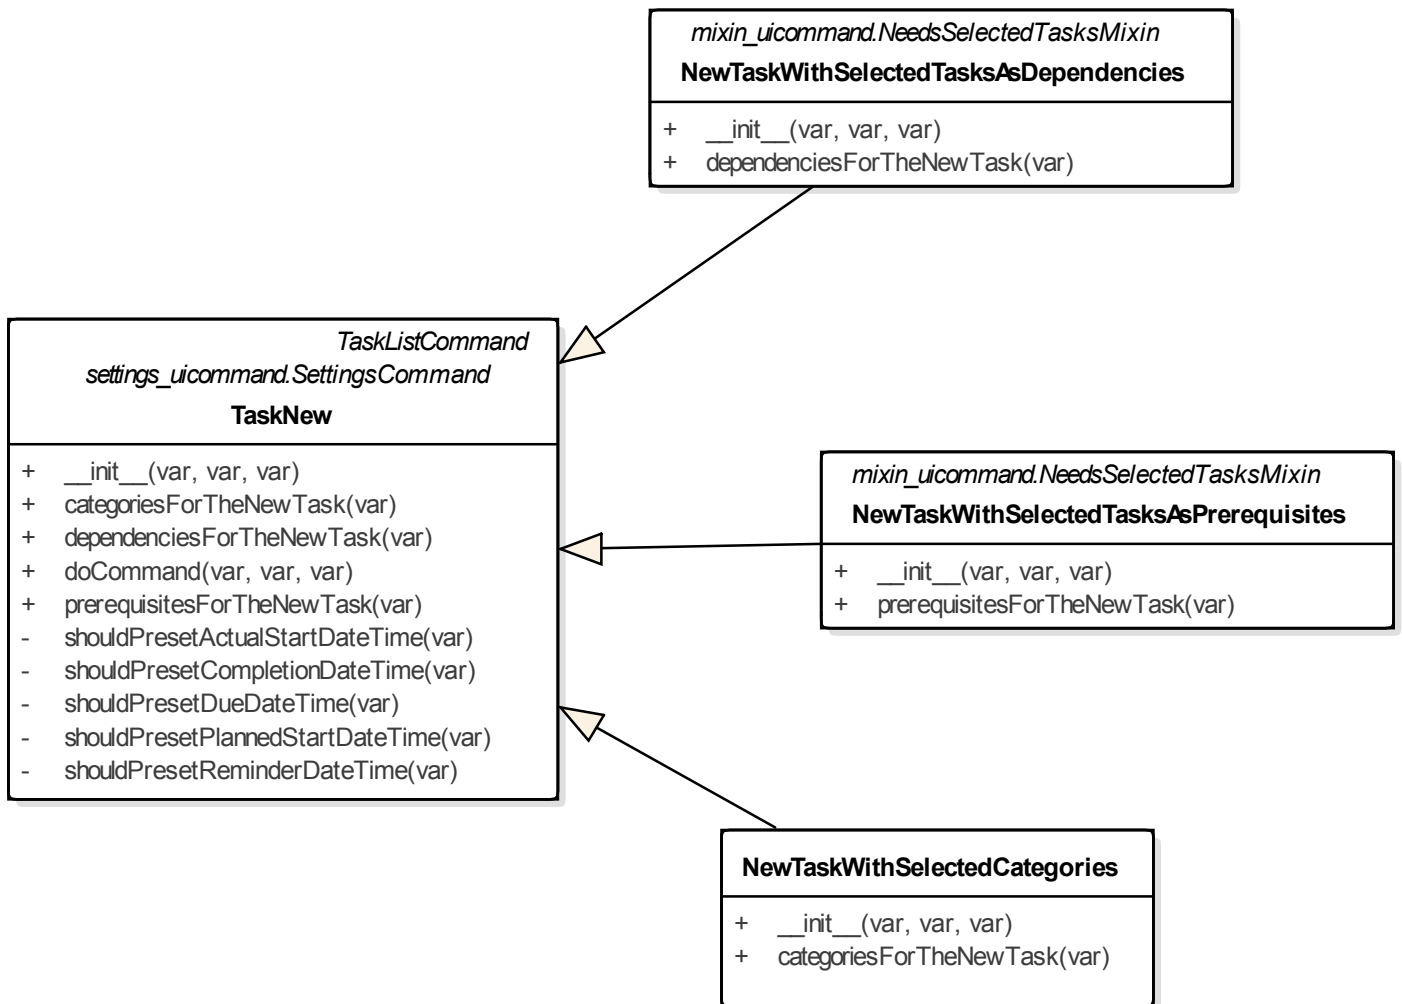 mixin_uicommand.NeedsSelectedTasksMixin
NewTaskWithSelectedTasksAsDependencies
+ __init__(var, var, var)
+ dependenciesForTheNewTask(var)
TaskListCommand
settings_uicommand.SettingsCommand
TaskNew
+ __init__(var, var, var)
+ categoriesForTheNewTask(var)
+ dependenciesForTheNewTask(var)
+ doCommand(var, var, var)
+ prerequisitesForTheNewTask(var)
- shouldPresetActualStartDateTime(var)
- shouldPresetCompletionDateTime(var)
- shouldPresetDueDateTime(var)
- shouldPresetPlannedStartDateTime(var)
- shouldPresetReminderDateTime(var)
mixin_uicommand.NeedsSelectedTasksMixin
NewTaskWithSelectedTasksAsPrerequisites
+ __init__(var, var, var)
+ prerequisitesForTheNewTask(var)
NewTaskWithSelectedCategories
+ __init__(var, var, var)
+ categoriesForTheNewTask(var)